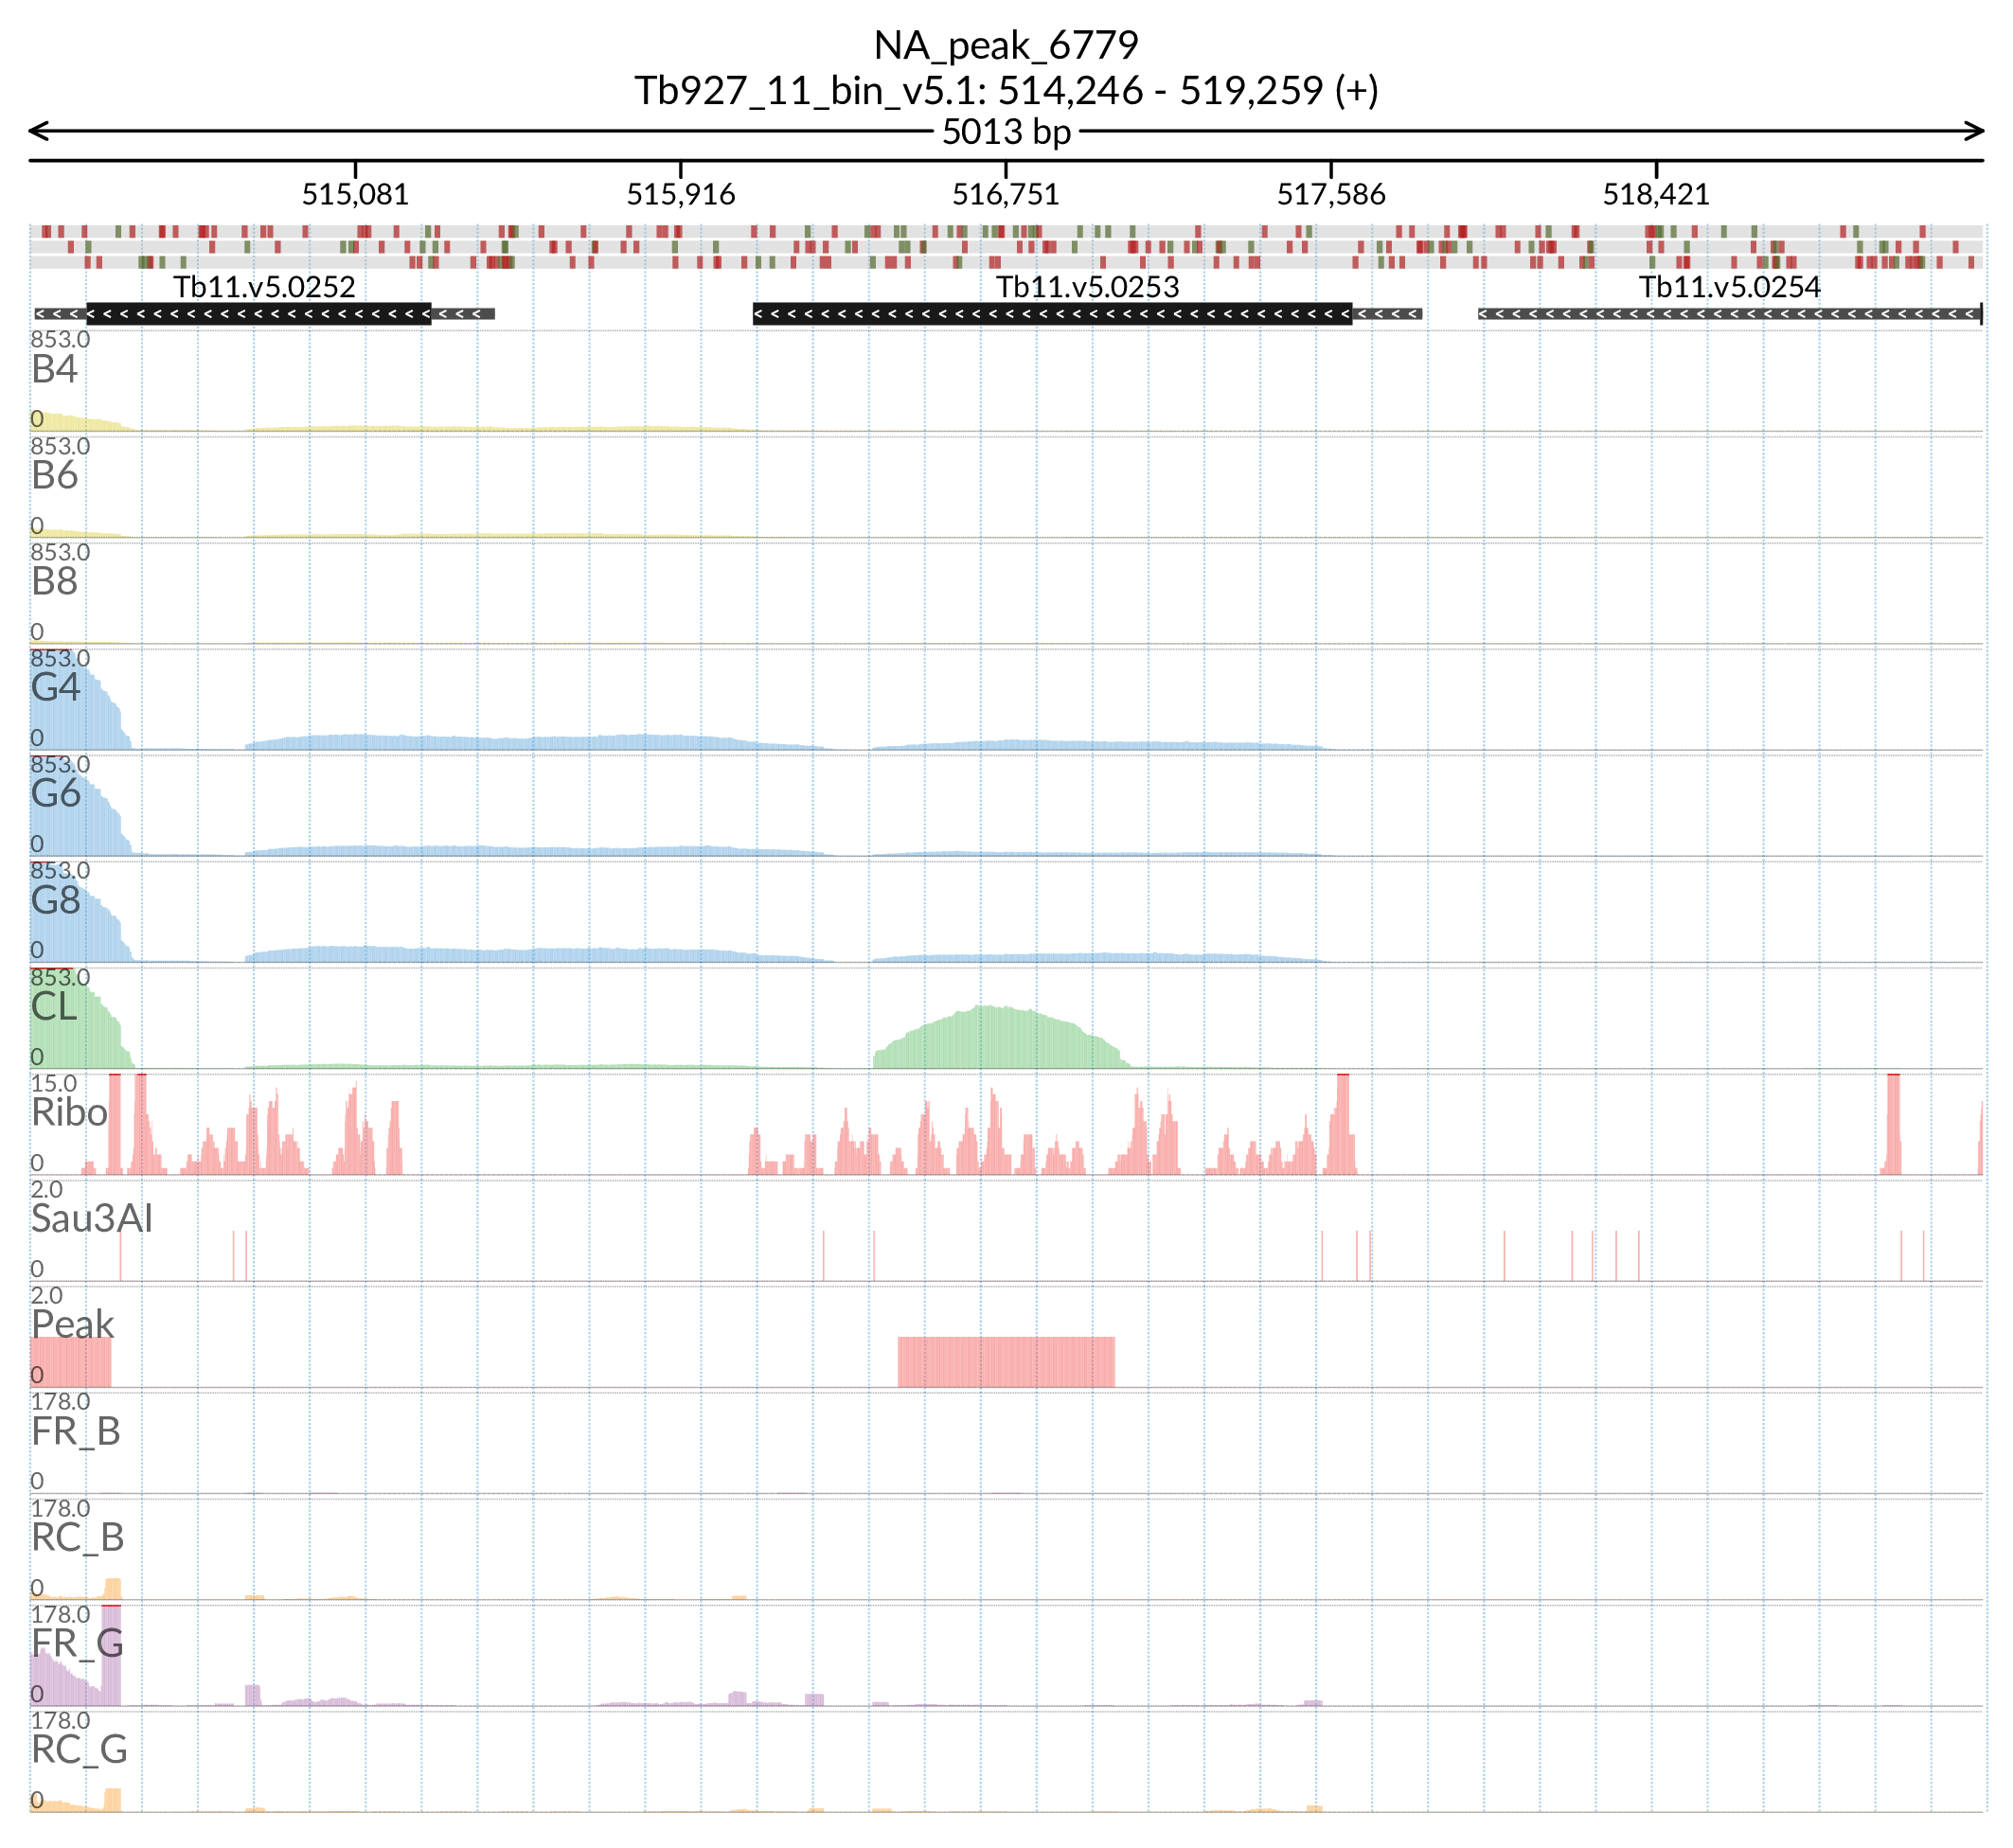 NA_peak_6779
Tb927_11_bin_v5.1: 514,246 - 519,259 (+)
5013 bp
515,081 515,916 516,751 517,586 518,421
Tb11.v5.0252 Tb11.v5.0253 Tb11.v5.0254
853.0
B4
0
853.0
B6
0
853.0
B8
0
853.0
G4
0
853.0
G6
0
853.0
G8
0
853.0
CL
0
15.0
Ribo
0
2.0
Sau3AI
0
2.0
Peak
0
178.0
FR_B
0
178.0
RC_B
0
178.0
FR_G
0
178.0
RC_G
0